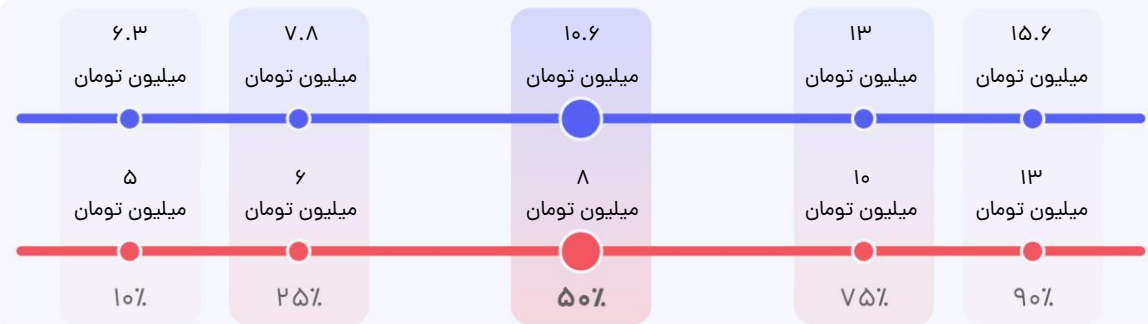 ۶.۳ ۷.۸ ۱۰.۶ ۱۳ ۱۵.۶
میلیون تومان میلیون تومان میلیون تومان میلیون تومان میلیون تومان
۵ ۶ ۸ ۱۰ ۱۳
میلیون تومان میلیون تومان میلیون تومان میلیون تومان میلیون تومان
۱۰٪ ۲۵٪ ۵۰٪ ۷۵٪ ۹۰٪